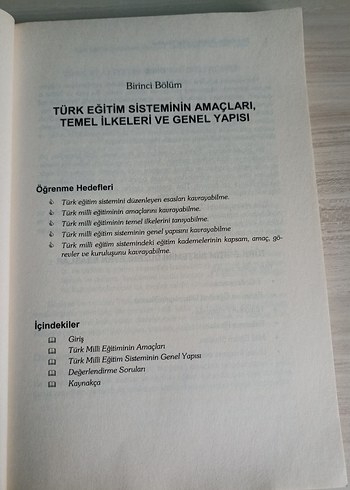 Birinci Bölüm
TÜRK EĞİTİM SİSTEMİNİN AMAÇLARI,
TEMEL İLKELERİ VE GENEL YAPISI
Öğrenme Hedefleri
Türk eğitim sistemini düzenleyen esasları kavrayabilme.
Türk milli eğitiminin amaçlarını kavrayabilme.
Türk milli eğitiminin temel ilkelerini tanıyabilme.
Türk milli eğitim sisteminin genel yapısını kavrayabilme
Türk milli eğitim sistemindeki eğitim kademelerinin kapsam, amaç, gö-
revler ve kuruluşunu kavrayabilme.
İçindekiler
Giriş
Türk Milli Eğitiminin Amaçları
Türk Milli Eğitim Sisteminin Genel Yapısı
Değerlendirme Soruları
Kaynakça